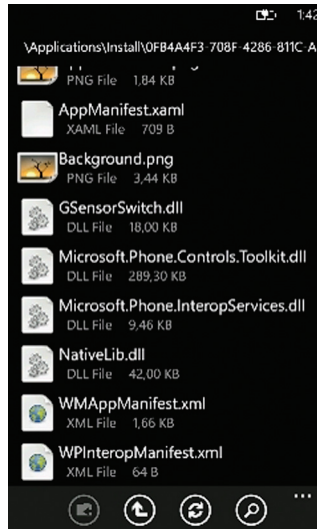 1:42
\Applications\Install\0FB4A4F3-708F-4286-811C-A
PNG File 1,84 KB
AppManifest.xaml
XAML File 709 B
Background.png
PNG File 3,44 KB
GSensorSwitch.dll
DLL File 18,00 KB
Microsoft.Phone.Controls.Toolkit.dll
DLL File 289,30 KB
Microsoft.Phone.InteropServices.dll
DLL File 9,46 KB
NativeLib.dll
DLL File 42,00 KB
WMAppManifest.xml
XML File 1,66 KB
WPInteropManifest.xml
XML File 64 B